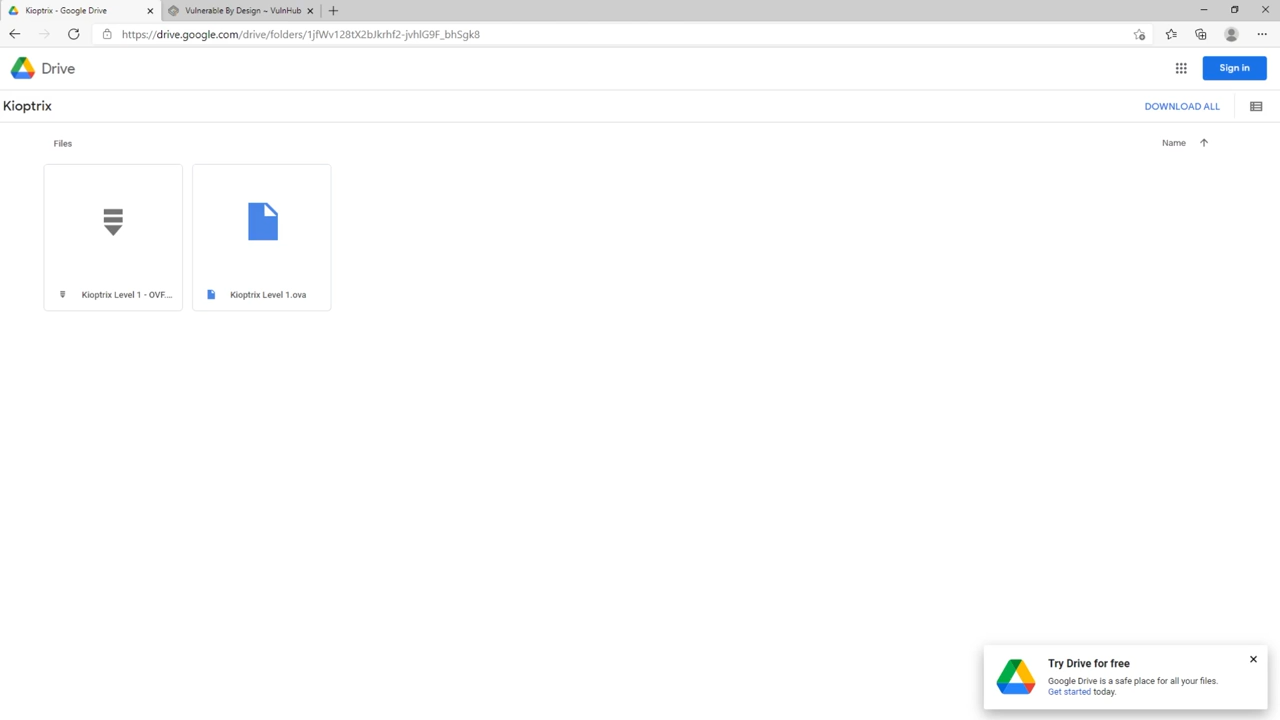 Kioptrix - Google Drive
Vulnerable By Design ~ VulnHub
https://drive.google.com/drive/folders/1jfWv128tX2bJkrhf2-jvhlG9F_bhSgk8
Drive
Sign in
Kioptrix
DOWNLOAD ALL
Files
Name
Kioptrix Level 1 - OVF...
Kioptrix Level 1.ova
Try Drive for free
Google Drive is a safe place for all your files.
Get started today.